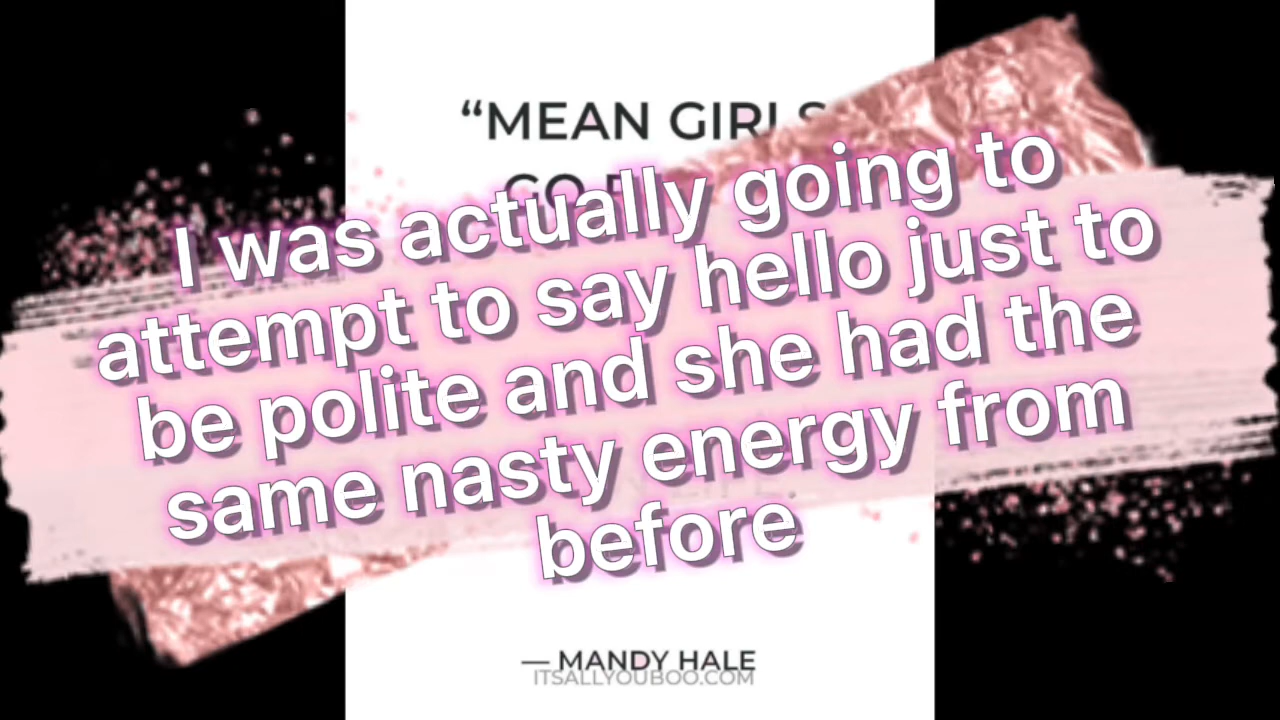 “MEAN GIRLS
GO
I was actually going to
attempt to say hello just to
be polite and she had the
same nasty energy from
before
— MANDY HALE
ITSALLYOUBOO.COM